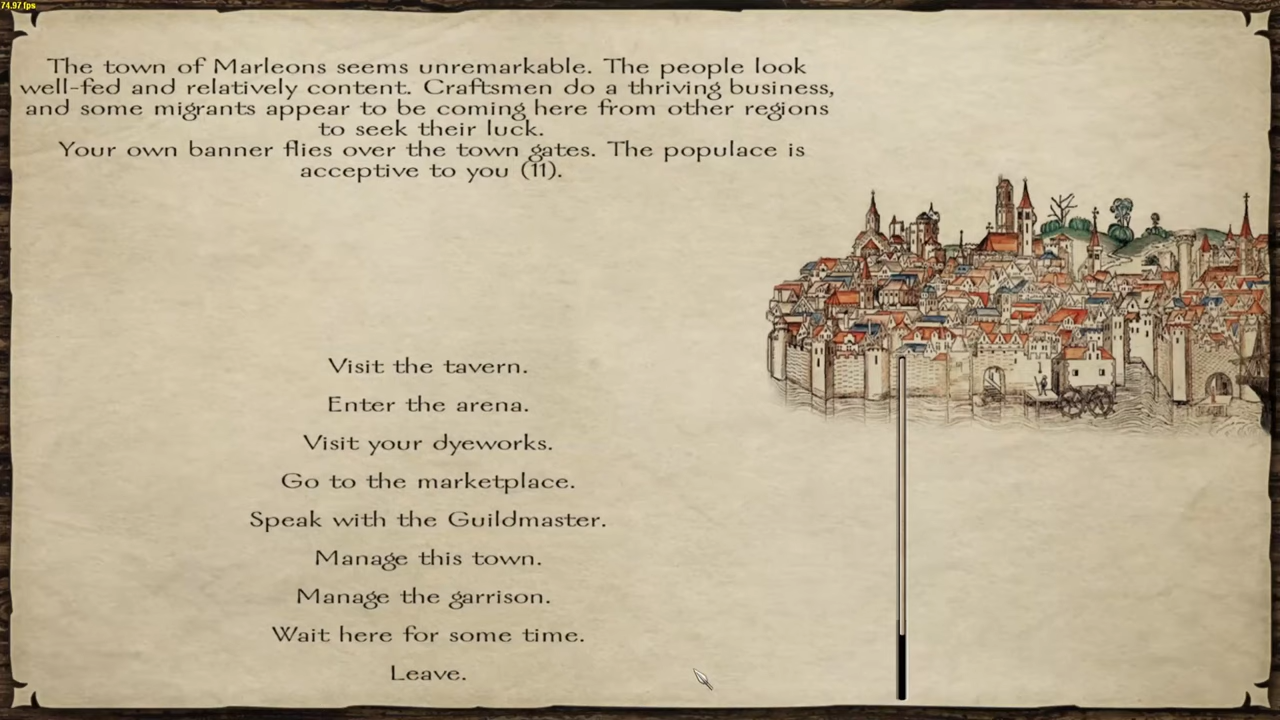 74.97 fps
The town of Marleons seems unremarkable. The people look
well-fed and relatively content. Craftsmen do a thriving business,
and some migrants appear to be coming here from other regions
to seek their luck.
Your own banner flies over the town gates. The populace is
acceptive to you (11).
Visit the tavern.
Enter the arena.
Visit your dyeworks.
Go to the marketplace.
Speak with the Guildmaster.
Manage this town.
Manage the garrison.
Wait here for some time.
Leave.